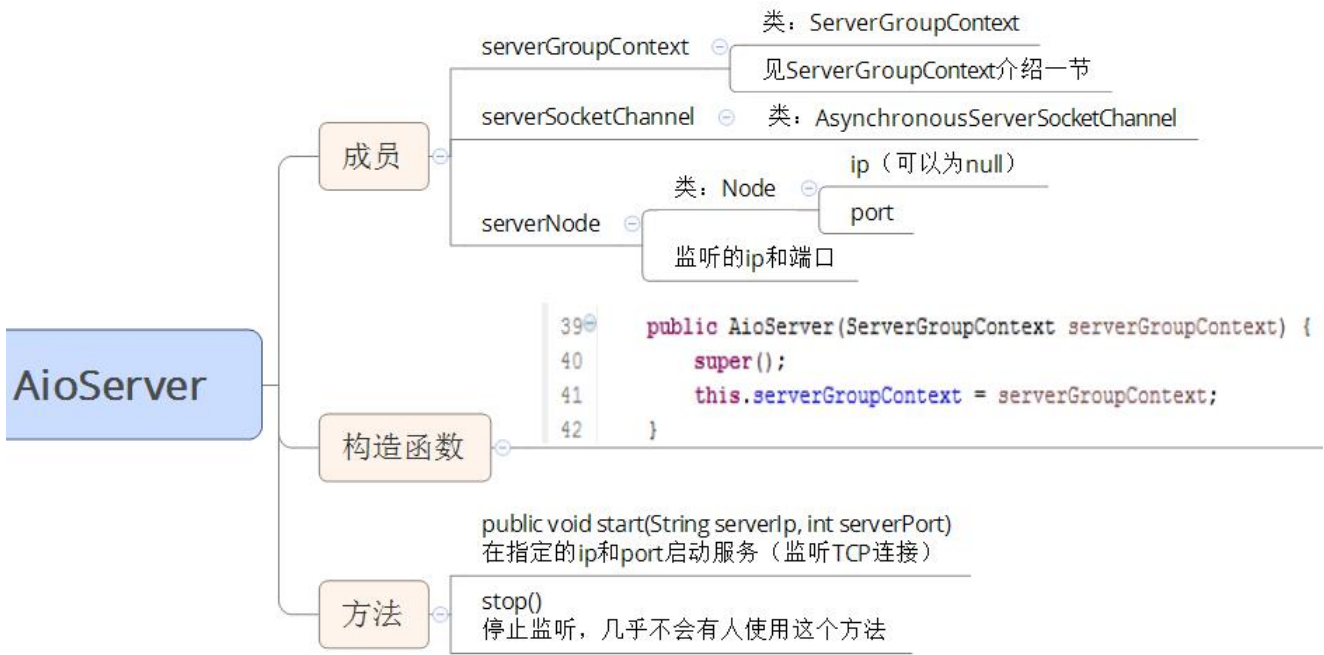 AioServer
成员
serverGroupContext
类：ServerGroupContext
见ServerGroupContext介绍一节
serverSocketChannel
类：AsynchronousServerSocketChannel
serverNode
类：Node
ip（可以为null）
port
监听的ip和端口
构造函数
39 public AioServer(ServerGroupContext serverGroupContext) {
40 super();
41 this.serverGroupContext = serverGroupContext;
42 }
方法
public void start(String serverIp, int serverPort)
在指定的ip和port启动服务（监听TCP连接）
stop()
停止监听，几乎不会有人使用这个方法